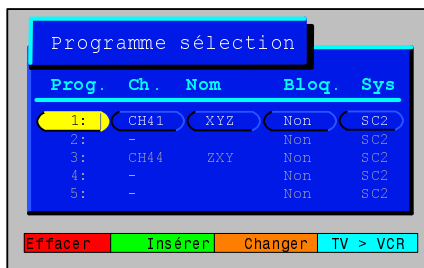 Programme sélection
Prog. Ch. Nom Bloq. Sys
1: CH41 XYZ Non SC2
2: - Non SC2
3: CH44 ZXY Non SC2
4: - Non SC2
5: - Non SC2
Effacer Insérer Changer TV > VCR